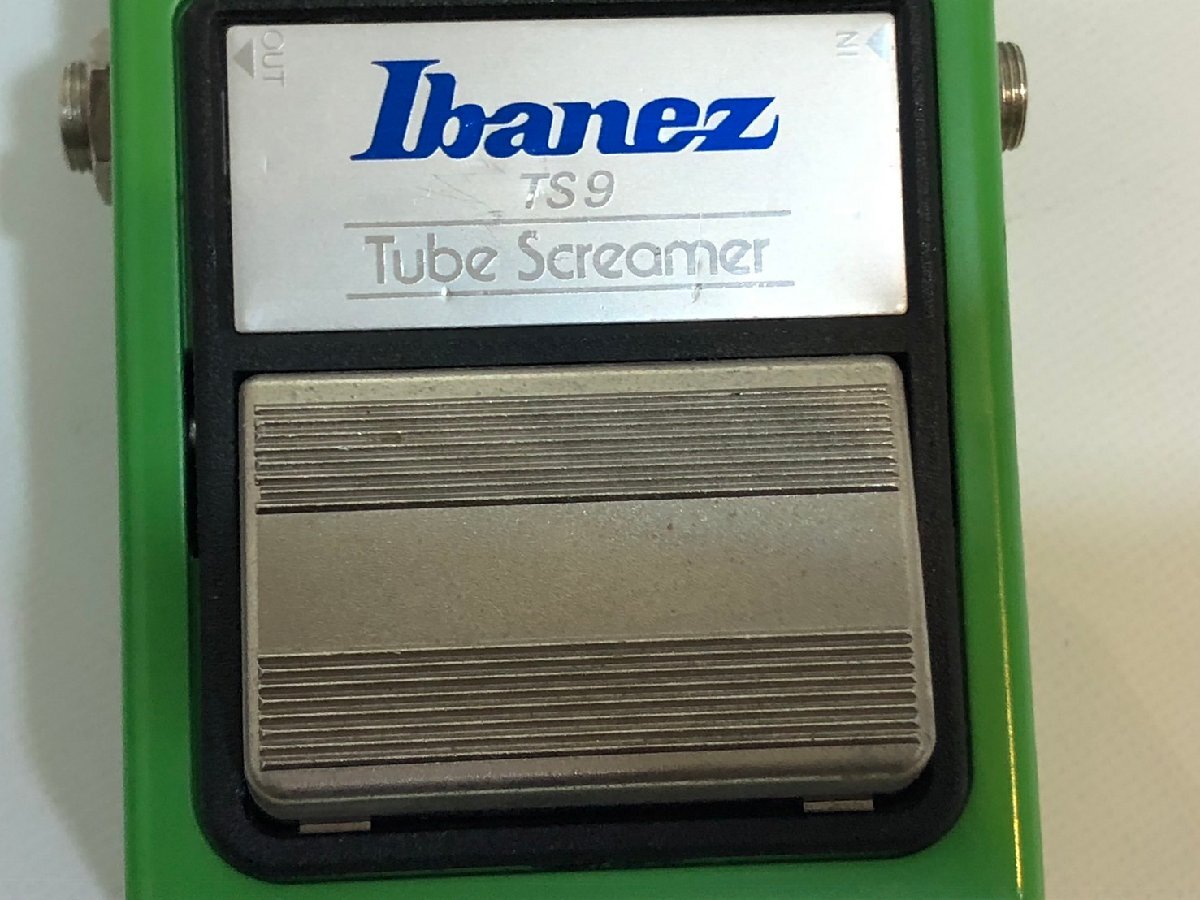 OUT
IN
Ibanez
TS9
Tube Screamer